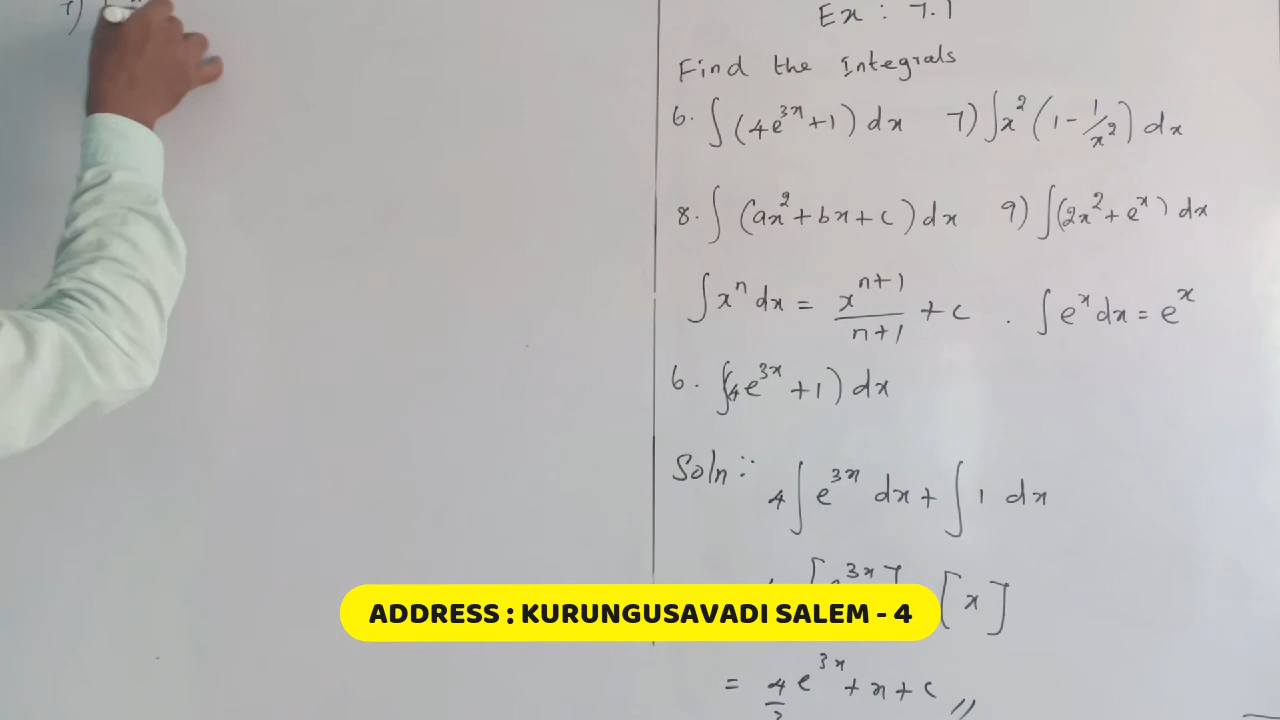 7)
Ex : 7.1
Find the Integrals
6. ∫(4e^{3x}+1) dx 7) ∫x^2 (1 - 1/x^2) dx
8. ∫ (ax^2+bx+c) dx 9) ∫(2x^2+e^x) dx
∫x^n dx = x^{n+1}/n+1 + c . ∫e^x dx = e^x
6. ∫(4e^{3x}+1) dx
Soln :
4∫e^{3x} dx + ∫1 dx
[x]
= 4/3 e^{3x} + x + c //
ADDRESS : KURUNGUSAVADI SALEM - 4